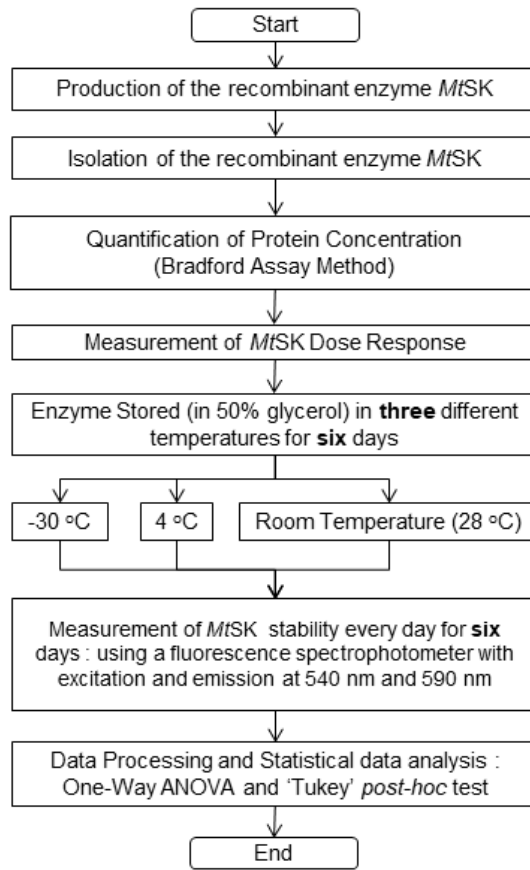 Start
Production of the recombinant enzyme MtSK
Isolation of the recombinant enzyme MtSK
Quantification of Protein Concentration
(Bradford Assay Method)
Measurement of MtSK Dose Response
Enzyme Stored (in 50% glycerol) in three different
temperatures for six days
-30 ºC
4 ºC
Room Temperature (28 ºC)
Measurement of MtSK stability every day for six
days : using a fluorescence spectrophotometer with
excitation and emission at 540 nm and 590 nm
Data Processing and Statistical data analysis :
One-Way ANOVA and ‘Tukey’ post-hoc test
End